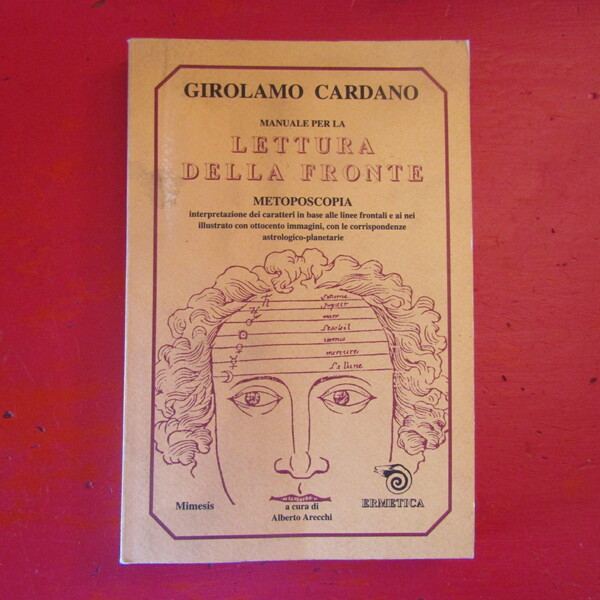 GIROLAMO CARDANO
MANUALE PER LA
LETTURA
DELLA FRONTE
METOPOSCOPIA
interpretazione dei caratteri in base alle linee frontali e ai nei
illustrato con ottocento immagini, con le corrispondenze
astrologico-planetarie
mars
Le soleil
venus
mercure
La lune
Mimesis
a cura di
Alberto Arecchi
ERMETICA